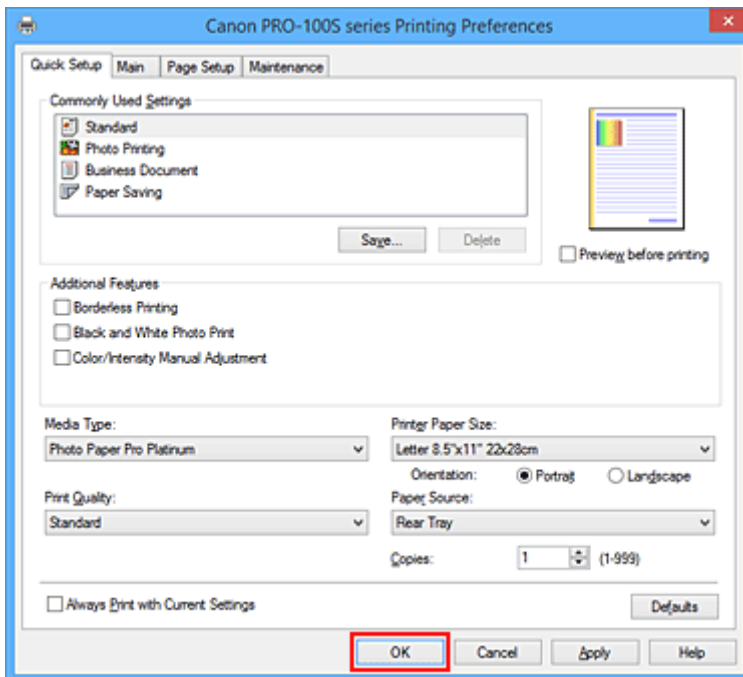 Canon PRO-100S series Printing Preferences
Quick Setup Main Page Setup Maintenance
Commonly Used Settings
Standard
Photo Printing
Business Document
Paper Saving
Save... Delete
Preview before printing
Additional Features
Borderless Printing
Black and White Photo Print
Color/Intensity Manual Adjustment
Media Type: Printer Paper Size:
Photo Paper Pro Platinum Letter 8.5"x11" 22x28cm
Orientation: Portrait Landscape
Print Quality: Paper Source:
Standard Rear Tray
Copies: 1 (1-999)
Always Print with Current Settings Defaults
OK Cancel Apply Help